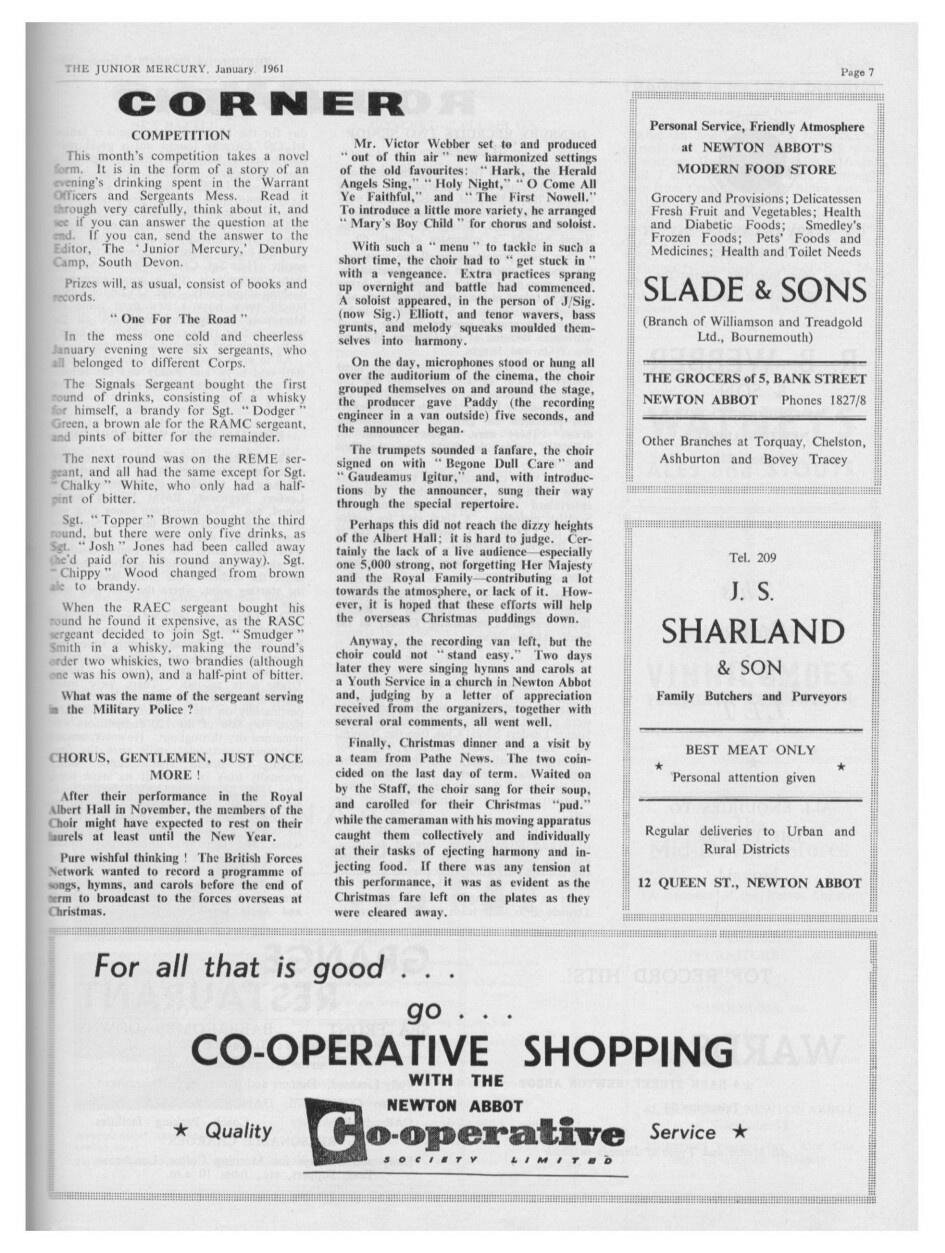 THE JUNIOR MERCURY, January 1961
Page 7
CORNER
COMPETITION
This month's competition takes a novel
form. It is in the form of a story of an
evening's drinking spent in the Warrant
Officers and Sergeants Mess. Read it
through very carefully, think about it, and
see if you can answer the question at the
end. If you can, send the answer to the
Editor, The 'Junior Mercury,' Denbury
Camp, South Devon.
Prizes will, as usual, consist of books and
records.
" One For The Road "
In the mess one cold and cheerless
January evening were six sergeants, who
all belonged to different Corps.
The Signals Sergeant bought the first
round of drinks, consisting of a whisky
for himself, a brandy for Sgt. " Dodger "
Green, a brown ale for the RAMC sergeant,
and pints of bitter for the remainder.
The next round was on the REME ser-
geant, and all had the same except for Sgt.
" Chalky " White, who only had a half-
pint of bitter.
Sgt. " Topper " Brown bought the third
round, but there were only five drinks, as
Sgt. " Josh " Jones had been called away
(he'd paid for his round anyway). Sgt.
" Chippy " Wood changed from brown
ale to brandy.
When the RAEC sergeant bought his
round he found it expensive, as the RASC
sergeant decided to join Sgt. " Smudger "
Smith in a whisky, making the round's
order two whiskies, two brandies (although
one was his own), and a half-pint of bitter.
What was the name of the sergeant serving
in the Military Police ?
CHORUS, GENTLEMEN, JUST ONCE
MORE !
After their performance in the Royal
Albert Hall in November, the members of the
Choir might have expected to rest on their
laurels at least until the New Year.
Pure wishful thinking ! The British Forces
Network wanted to record a programme of
songs, hymns, and carols before the end of
term to broadcast to the forces overseas at
Christmas.
Mr. Victor Webber set to and produced
" out of thin air " new harmonized settings
of the old favourites: " Hark, the Herald
Angels Sing," " Holy Night," " O Come All
Ye Faithful," and " The First Nowell."
To introduce a little more variety, he arranged
" Mary's Boy Child " for chorus and soloist.
With such a " menu " to tackle in such a
short time, the choir had to " get stuck in "
with a vengeance. Extra practices sprang
up overnight and battle had commenced.
A soloist appeared, in the person of J/Sig.
(now Sig.) Elliott, and tenor wavers, bass
grunts, and melody squeaks moulded them-
selves into harmony.
On the day, microphones stood or hung all
over the auditorium of the cinema, the choir
grouped themselves on and around the stage,
the producer gave Paddy (the recording
engineer in a van outside) five seconds, and
the announcer began.
The trumpets sounded a fanfare, the choir
signed on with " Begone Dull Care " and
" Gaudeamus Igitur," and, with introduc-
tions by the announcer, sung their way
through the special repertoire.
Perhaps this did not reach the dizzy heights
of the Albert Hall; it is hard to judge. Cer-
tainly the lack of a live audience—especially
one 5,000 strong, not forgetting Her Majesty
and the Royal Family—contributing a lot
towards the atmosphere, or lack of it. How-
ever, it is hoped that these efforts will help
the overseas Christmas puddings down.
Anyway, the recording van left, but the
choir could not " stand easy." Two days
later they were singing hymns and carols at
a Youth Service in a church in Newton Abbot
and, judging by a letter of appreciation
received from the organizers, together with
several oral comments, all went well.
Finally, Christmas dinner and a visit by
a team from Pathe News. The two coin-
cided on the last day of term. Waited on
by the Staff, the choir sang for their soup,
and carolled for their Christmas "pud."
while the cameraman with his moving apparatus
caught them collectively and individually
at their tasks of ejecting harmony and in-
jecting food. If there was any tension at
this performance, it was as evident as the
Christmas fare left on the plates as they
were cleared away.
Personal Service, Friendly Atmosphere
at NEWTON ABBOT'S
MODERN FOOD STORE
Grocery and Provisions; Delicatessen
Fresh Fruit and Vegetables; Health
and Diabetic Foods; Smedley's
Frozen Foods; Pets' Foods and
Medicines; Health and Toilet Needs
SLADE & SONS
(Branch of Williamson and Treadgold
Ltd., Bournemouth)
THE GROCERS of 5, BANK STREET
NEWTON ABBOT Phones 1827/8
Other Branches at Torquay, Chelston,
Ashburton and Bovey Tracey
Tel. 209
J. S.
SHARLAND
& SON
Family Butchers and Purveyors
BEST MEAT ONLY
* Personal attention given *
Regular deliveries to Urban and
Rural Districts
12 QUEEN ST., NEWTON ABBOT
For all that is good . . .
go . . .
CO-OPERATIVE SHOPPING
WITH THE
NEWTON ABBOT
★ Quality Co-operative Service ★
SOCIETY LIMITED